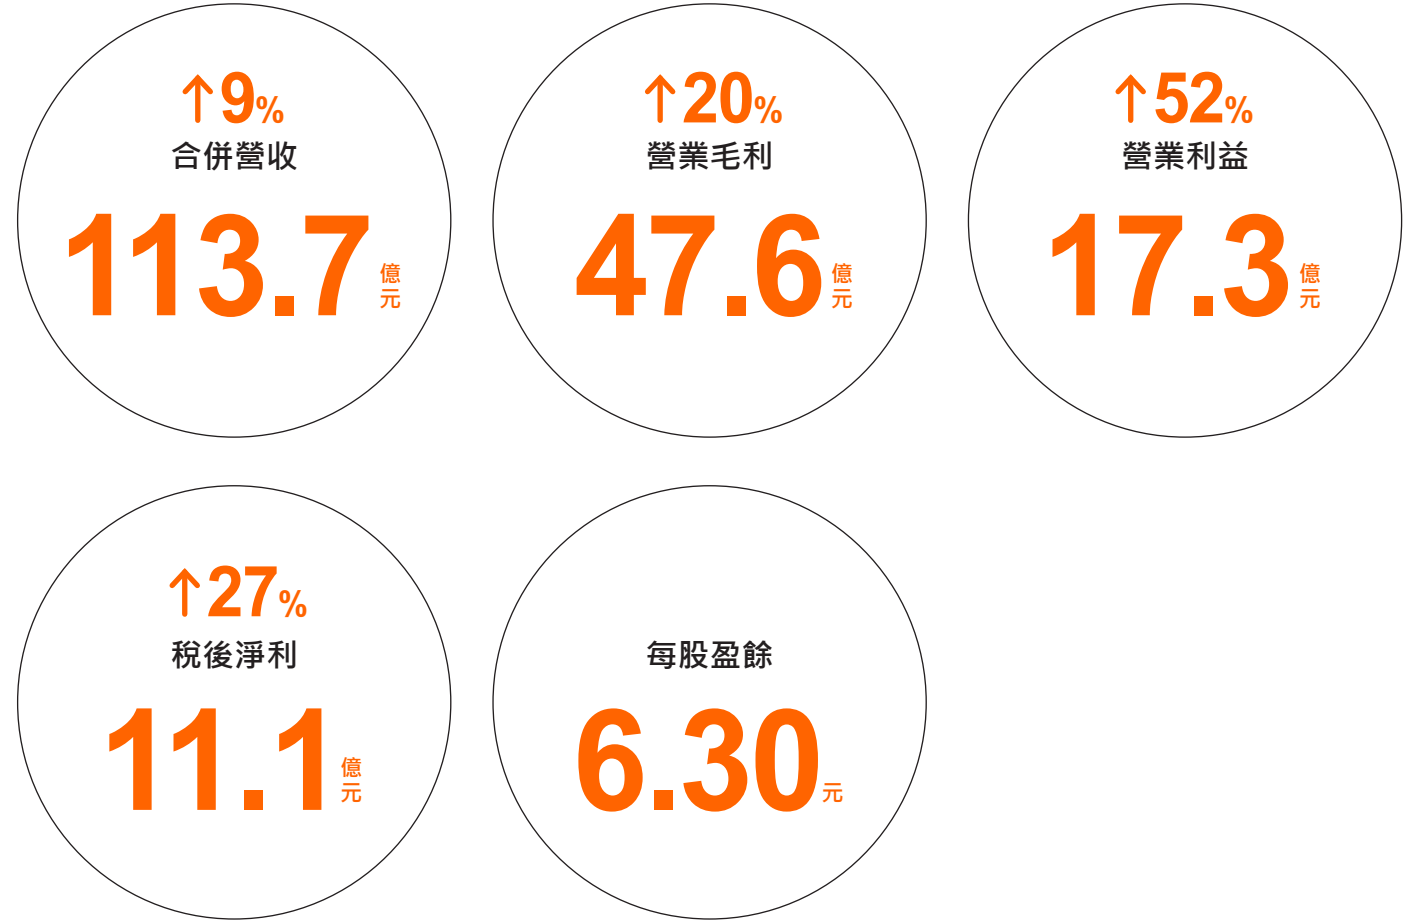 ↑9%
合併營收
113.7億元
↑20%
營業毛利
47.6億元
↑52%
營業利益
17.3億元
↑27%
稅後淨利
11.1億元
每股盈餘
6.30元